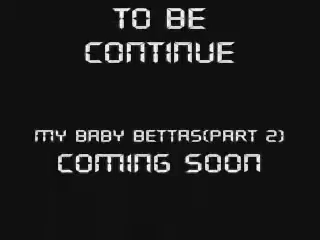 TO BE
CONTINUE
MY BABY BETTAS(PART 2)
COMING SOON